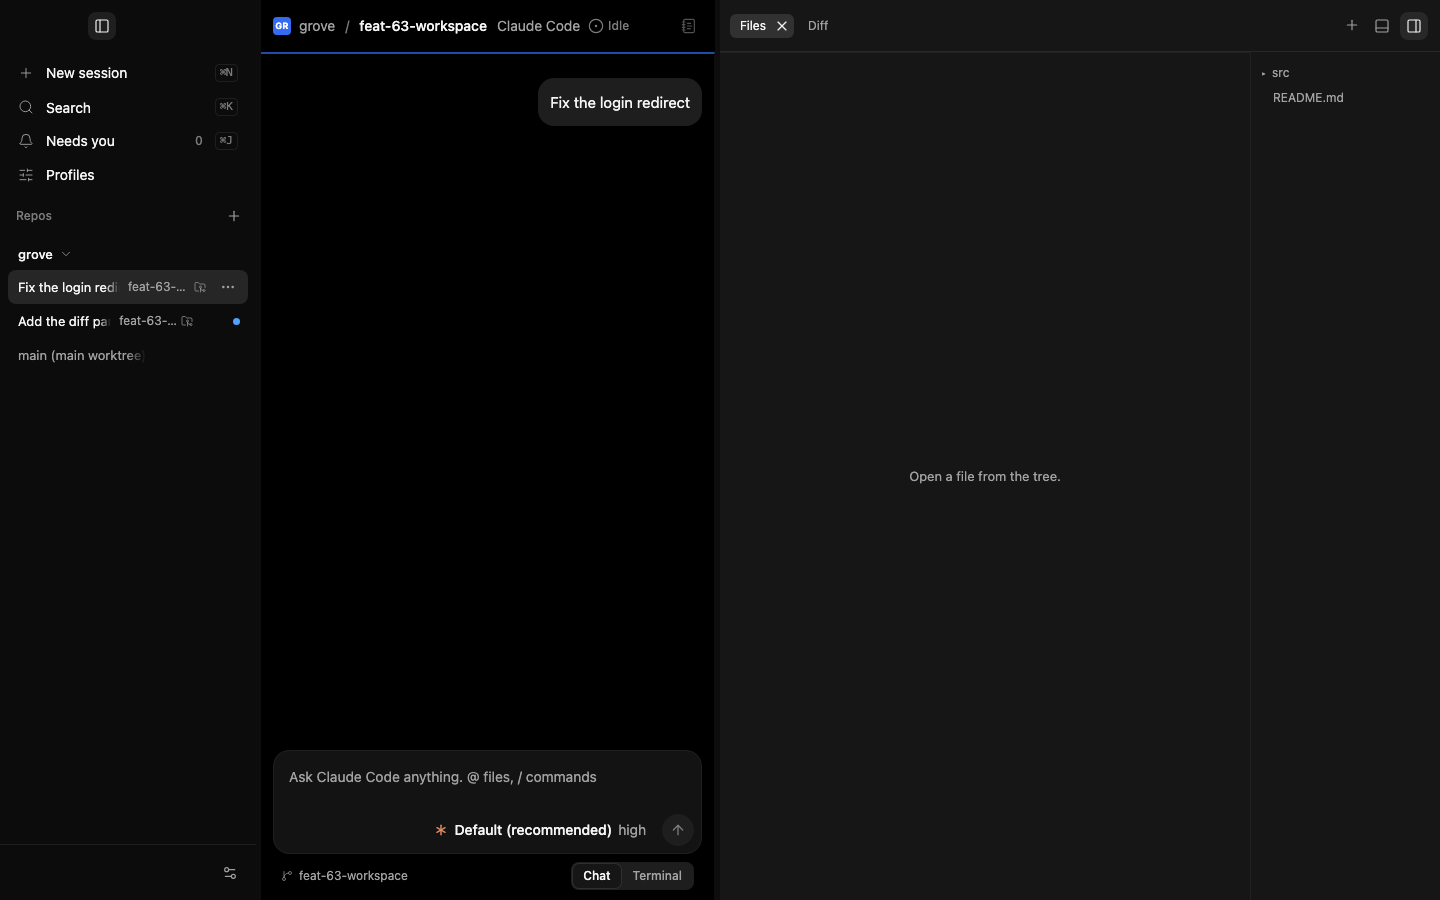 New session ⌘N
Search ⌘K
Needs you 0 ⌘J
Profiles
Repos
grove
Fix the login redi feat-63-...
Add the diff pa feat-63-...
main (main worktree)
GR grove / feat-63-workspace Claude Code Idle
Fix the login redirect
Ask Claude Code anything. @ files, / commands
Default (recommended) high
feat-63-workspace
Chat Terminal
Files Diff
Open a file from the tree.
src
README.md